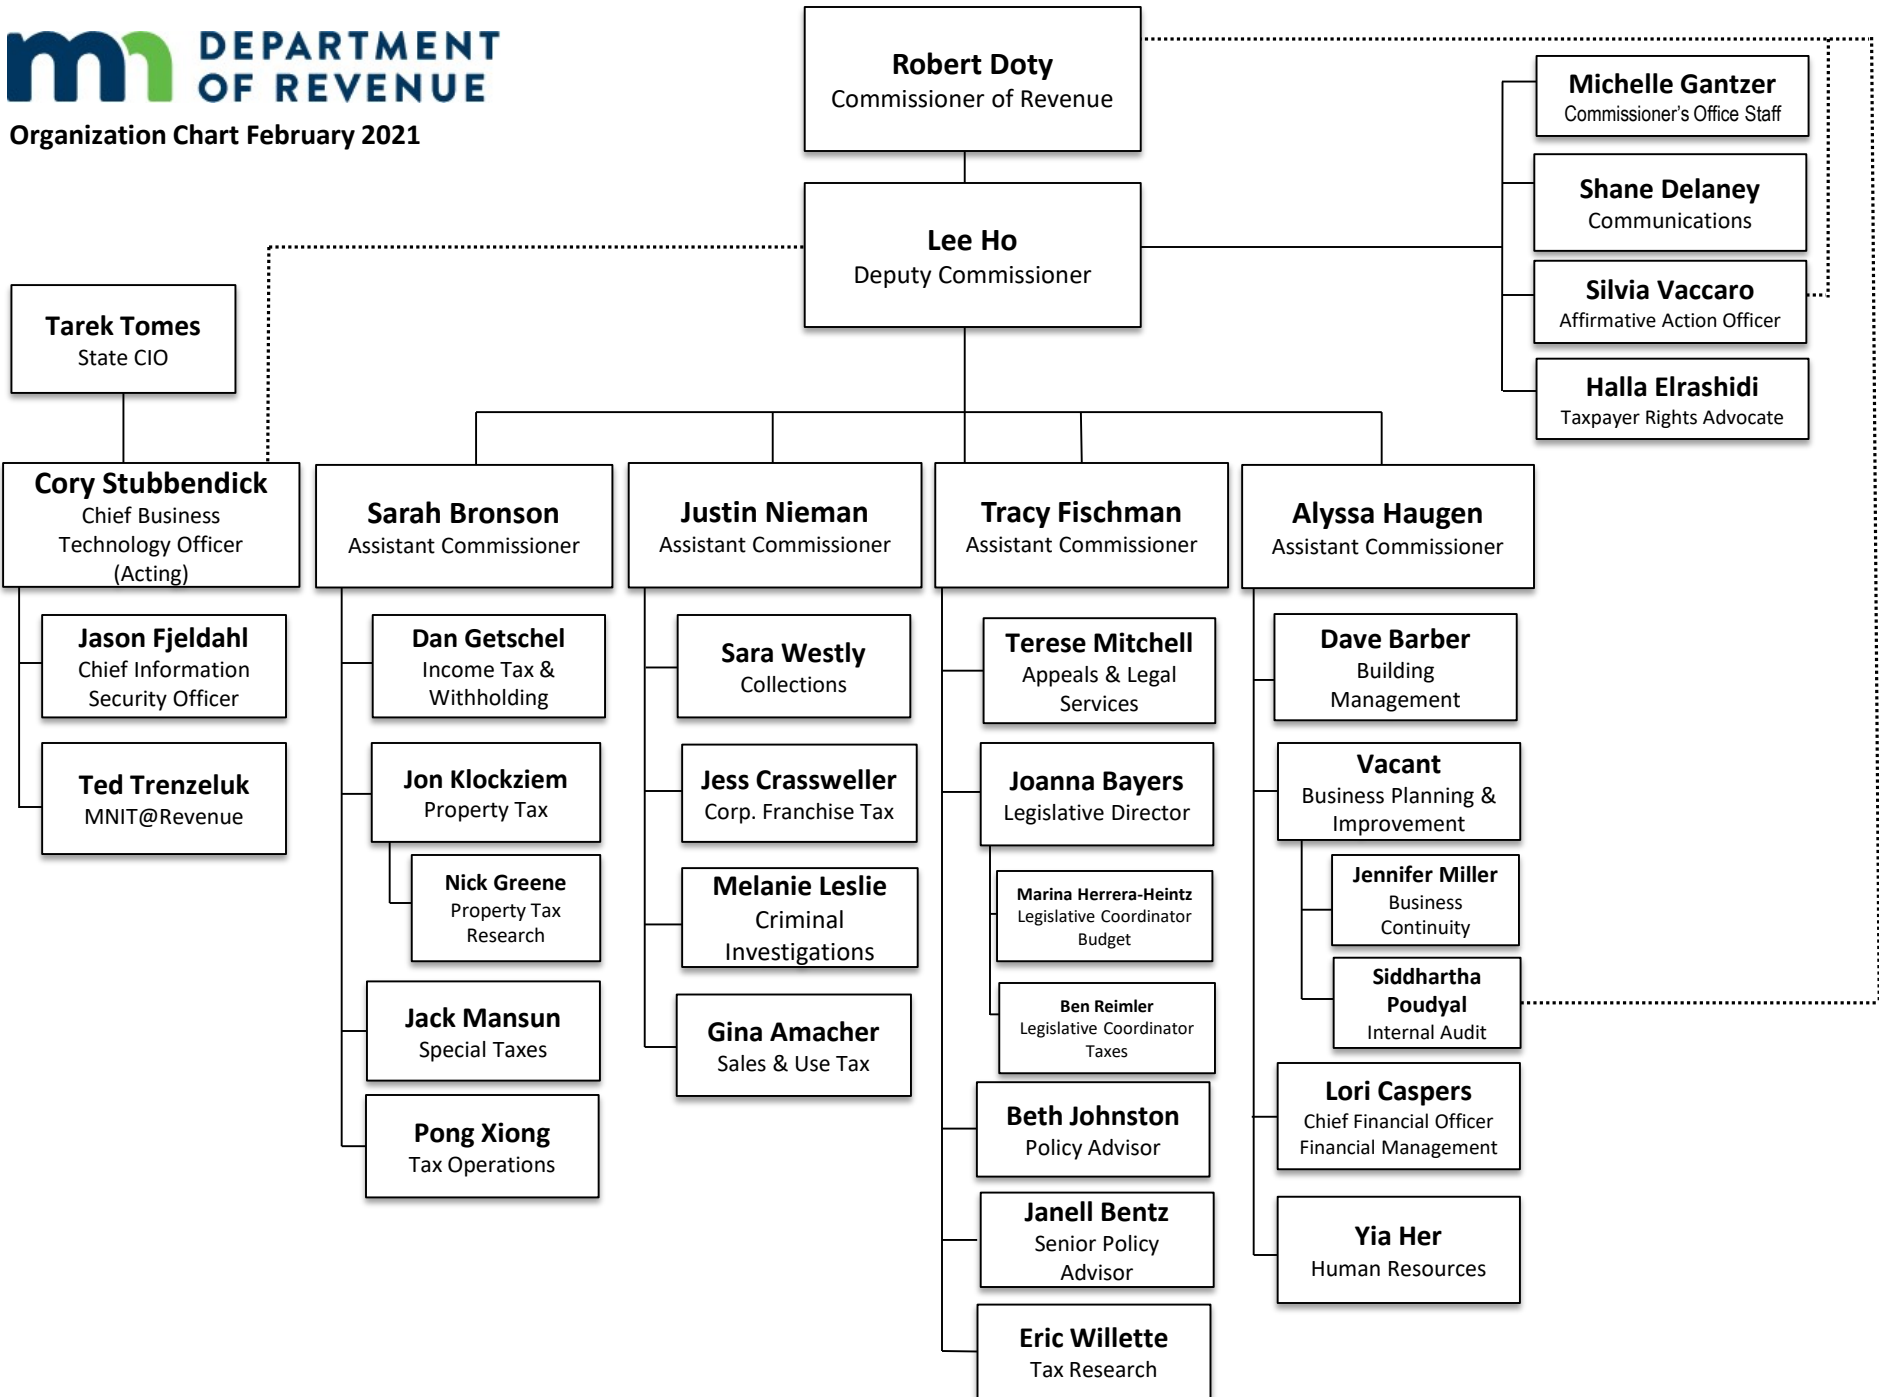 DEPARTMENT
OF REVENUE
Organization Chart February 2021
Robert Doty
Commissioner of Revenue
Lee Ho
Deputy Commissioner
Michelle Gantzer
Commissioner's Office Staff
Shane Delaney
Communications
Silvia Vaccaro
Affirmative Action Officer
Halla Elrashidi
Taxpayer Rights Advocate
Tarek Tomes
State CIO
Cory Stubbendick
Chief Business
Technology Officer
(Acting)
Jason Fjeldahl
Chief Information
Security Officer
Ted Trenzeluk
MNIT@Revenue
Sarah Bronson
Assistant Commissioner
Dan Getschel
Income Tax &
Withholding
Jon Klockziem
Property Tax
Nick Greene
Property Tax
Research
Jack Mansun
Special Taxes
Pong Xiong
Tax Operations
Justin Nieman
Assistant Commissioner
Sara Westly
Collections
Jess Crassweller
Corp. Franchise Tax
Melanie Leslie
Criminal
Investigations
Gina Amacher
Sales & Use Tax
Tracy Fischman
Assistant Commissioner
Terese Mitchell
Appeals & Legal
Services
Joanna Bayers
Legislative Director
Marina Herrera-Heintz
Legislative Coordinator
Budget
Ben Reimler
Legislative Coordinator
Taxes
Beth Johnston
Policy Advisor
Janell Bentz
Senior Policy
Advisor
Eric Willette
Tax Research
Alyssa Haugen
Assistant Commissioner
Dave Barber
Building
Management
Vacant
Business Planning &
Improvement
Jennifer Miller
Business
Continuity
Siddhartha
Poudyal
Internal Audit
Lori Caspers
Chief Financial Officer
Financial Management
Yia Her
Human Resources